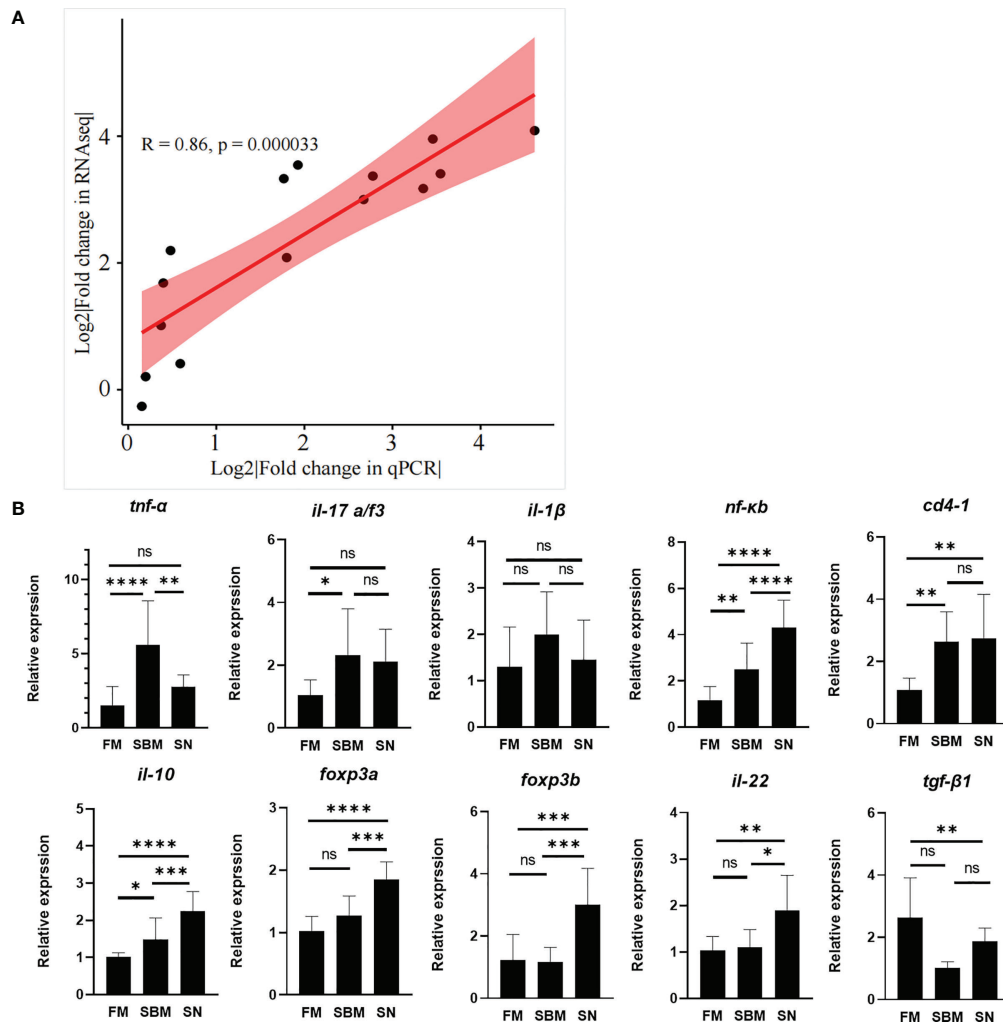 A
Log2|Fold change in RNAseq|
4
2
0
R = 0.86, p = 0.000033
0 1 2 3 4
Log2|Fold change in qPCR|
B
tnf-α
Relative exprssion
10
5
0
ns
**** **
FM SBM SN
il-17 a/f3
Relative exprssion
6
4
2
0
ns
* ns
FM SBM SN
il-1β
Relative exprssion
4
3
2
1
0
ns
ns ns
FM SBM SN
nf-κb
Relative exprssion
8
6
4
2
0
****
** ****
FM SBM SN
cd4-1
Relative exprssion
6
4
2
0
**
** ns
FM SBM SN
il-10
Relative exprssion
5
4
3
2
1
0
****
* ***
FM SBM SN
foxp3a
Relative exprssion
3
2
1
0
****
ns ***
FM SBM SN
foxp3b
Relative exprssion
6
4
2
0
***
ns ***
FM SBM SN
il-22
Relative exprssion
4
3
2
1
0
**
ns *
FM SBM SN
tgf-β1
Relative exprssion
6
4
2
0
**
ns ns
FM SBM SN